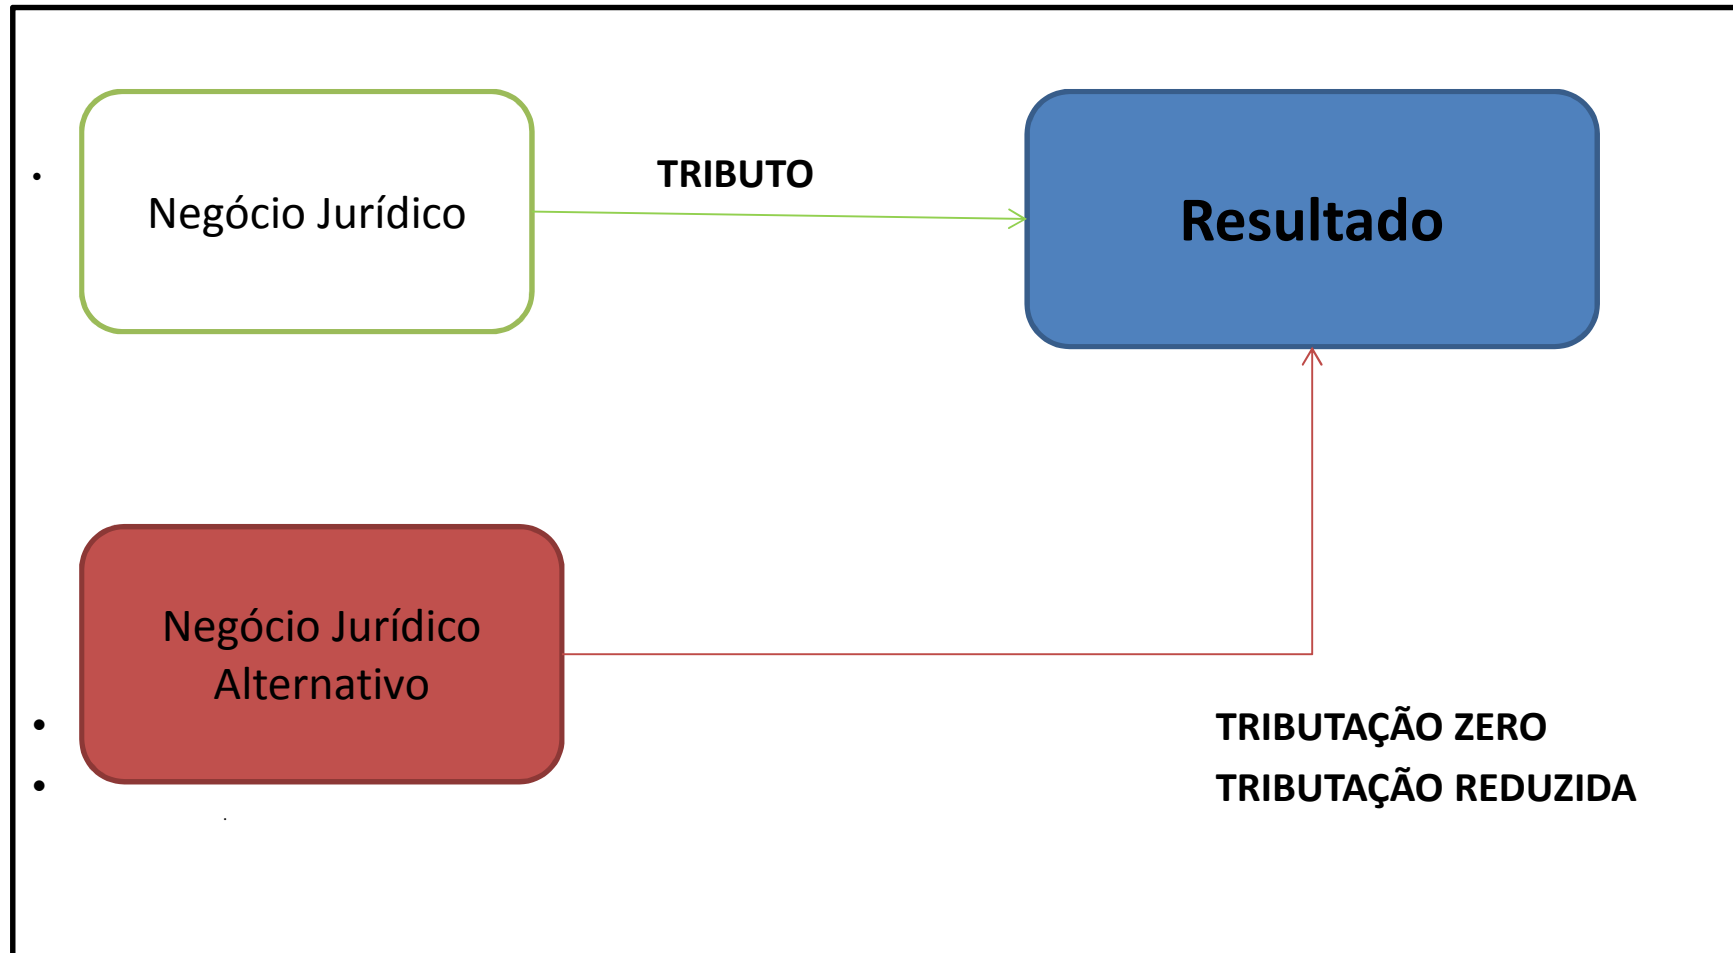 TRIBUTO
Negócio Jurídico
Resultado
Negócio Jurídico
Alternativo
• TRIBUTAÇÃO ZERO
• TRIBUTAÇÃO REDUZIDA